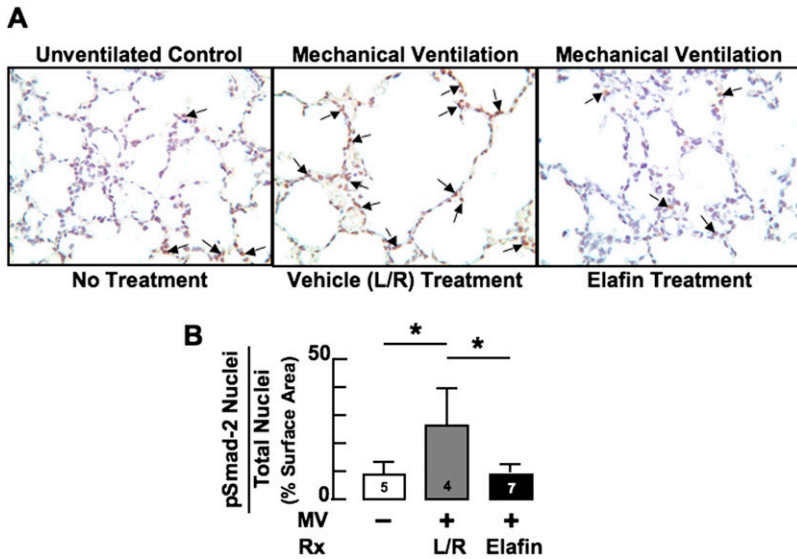 A
Unventilated Control Mechanical Ventilation Mechanical Ventilation
No Treatment Vehicle (L/R) Treatment Elafin Treatment
B
pSmad-2 Nuclei
Total Nuclei
(% Surface Area)
50
0
* *
5 4 7
MV – + +
Rx L/R Elafin